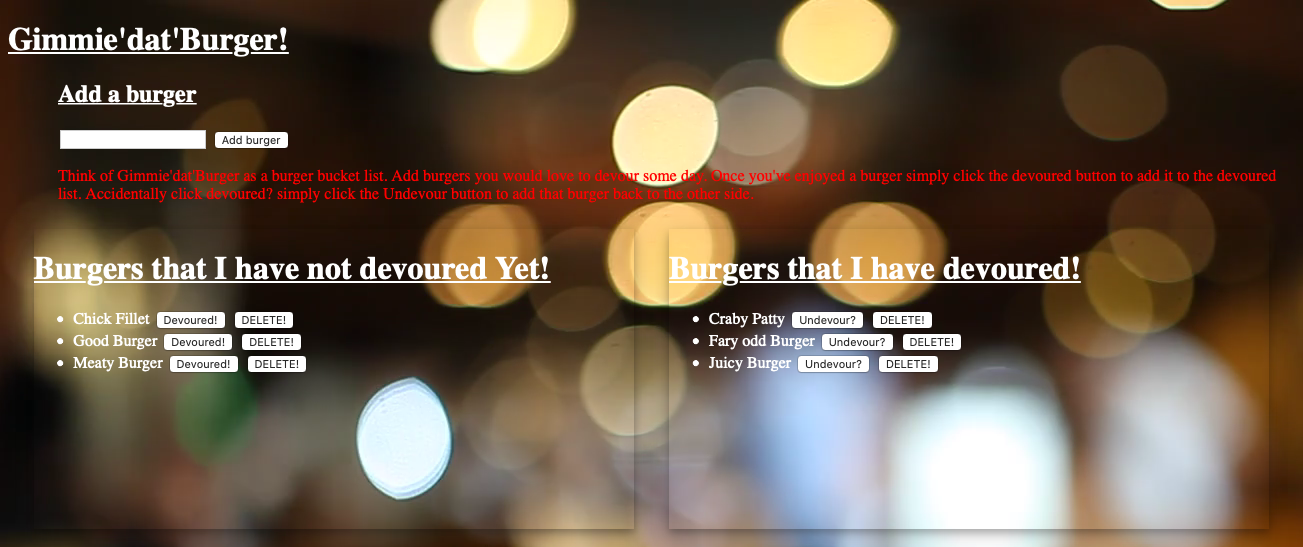 Gimmie'dat'Burger!
Add a burger
Add burger
Think of Gimmie'dat'Burger as a burger bucket list. Add burgers you would love to devour some day. Once you've enjoyed a burger simply click the devoured button to add it to the devoured
list. Accidentally click devoured? simply click the Undevour button to add that burger back to the other side.
Burgers that I have not devoured Yet!
Chick Fillet Devoured! DELETE!
Good Burger Devoured! DELETE!
Meaty Burger Devoured! DELETE!
Burgers that I have devoured!
Craby Patty Undevour? DELETE!
Fary odd Burger Undevour? DELETE!
Juicy Burger Undevour? DELETE!